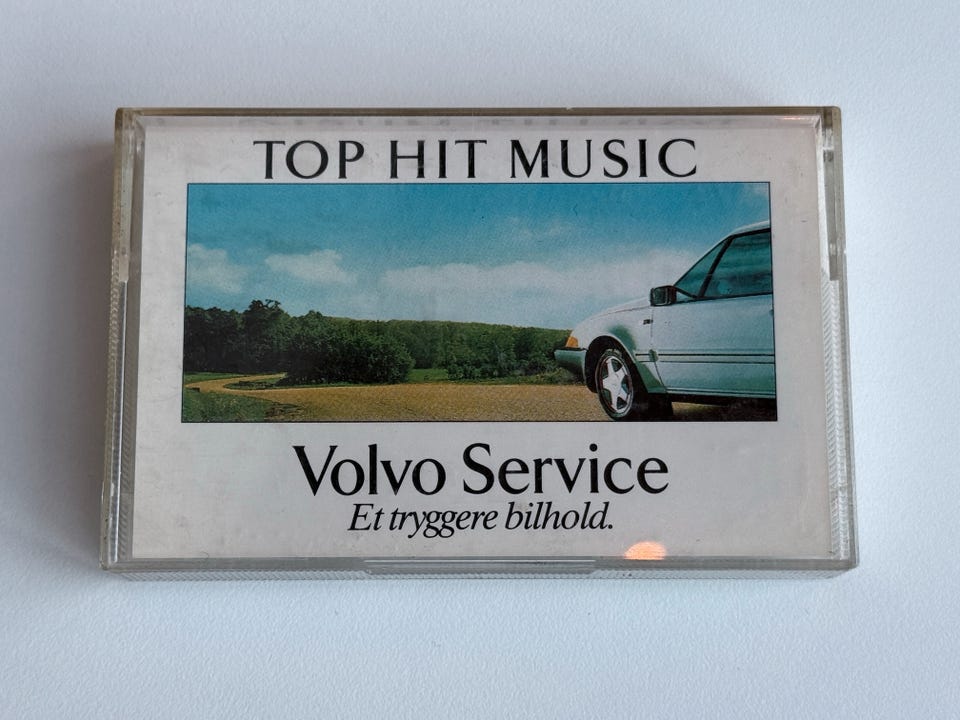 TOP HIT MUSIC
Volvo Service
Et tryggere bilhold.